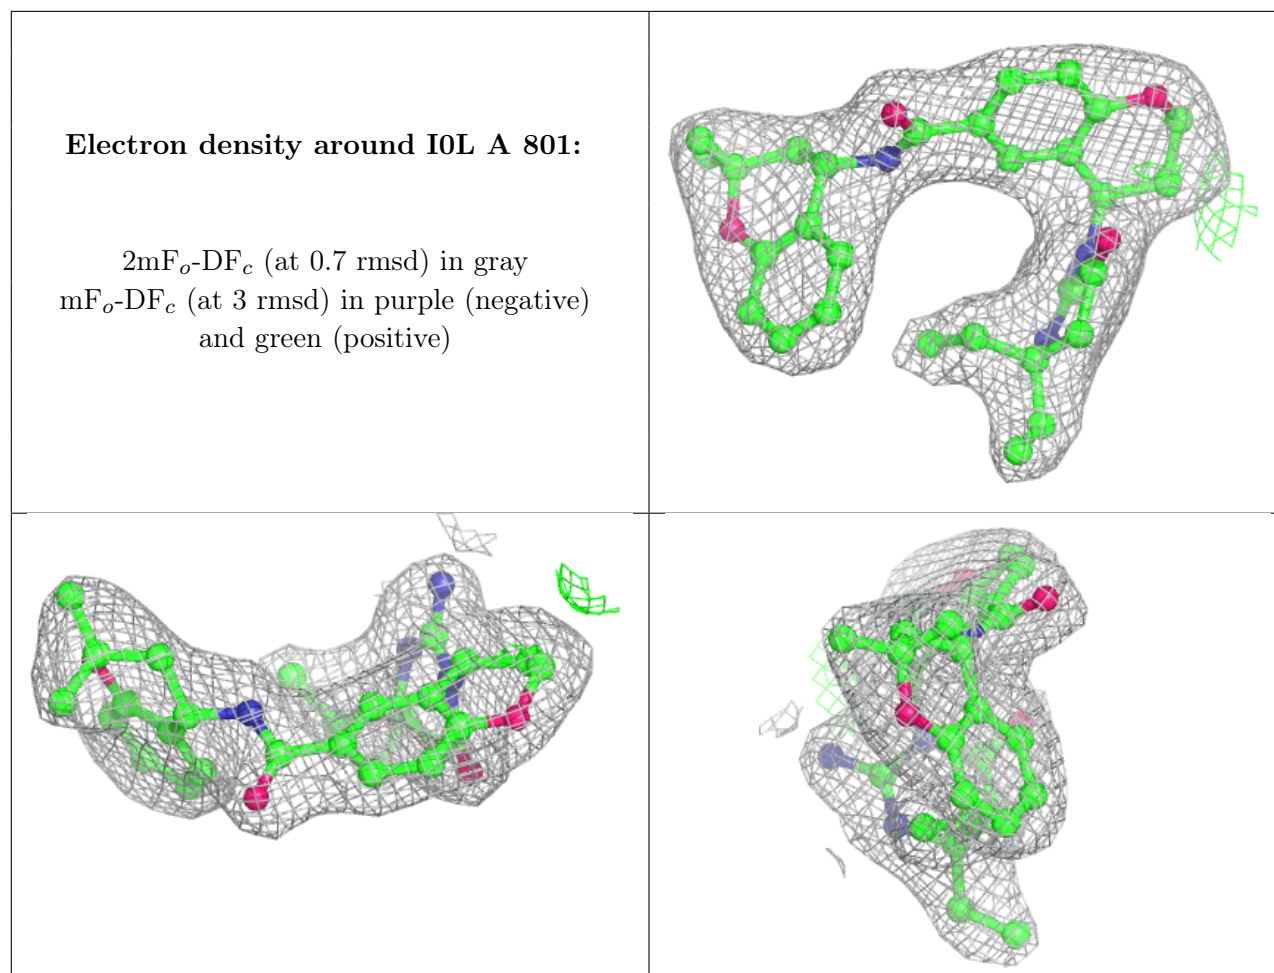 Electron density around I0L A 801:
2mFo-DFc (at 0.7 rmsd) in gray
mFo-DFc (at 3 rmsd) in purple (negative)
and green (positive)